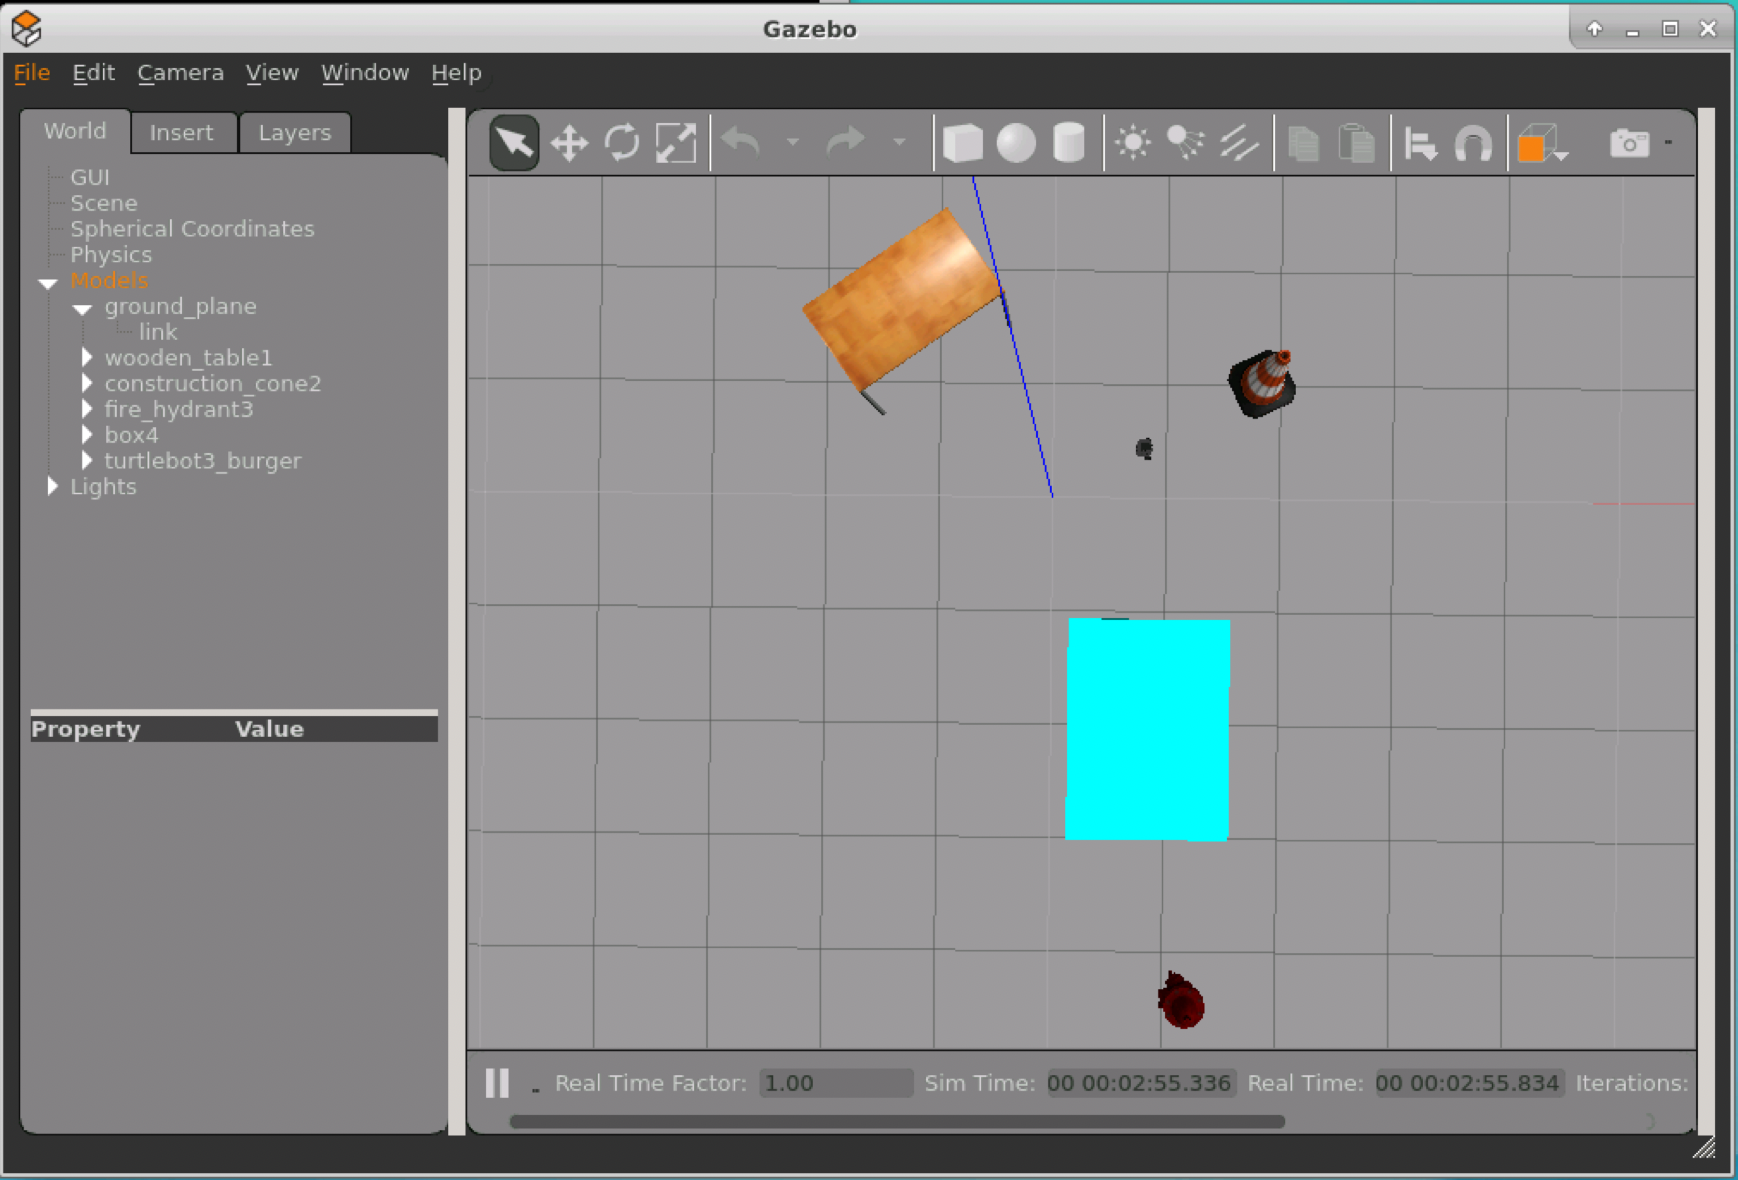 Gazebo
File Edit Camera View Window Help
World Insert Layers
GUI
Scene
Spherical Coordinates
Physics
Models
ground_plane
link
wooden_table1
construction_cone2
fire_hydrant3
box4
turtlebot3_burger
Lights
Property Value
Real Time Factor: 1.00 Sim Time: 00 00:02:55.336 Real Time: 00 00:02:55.834 Iterations: